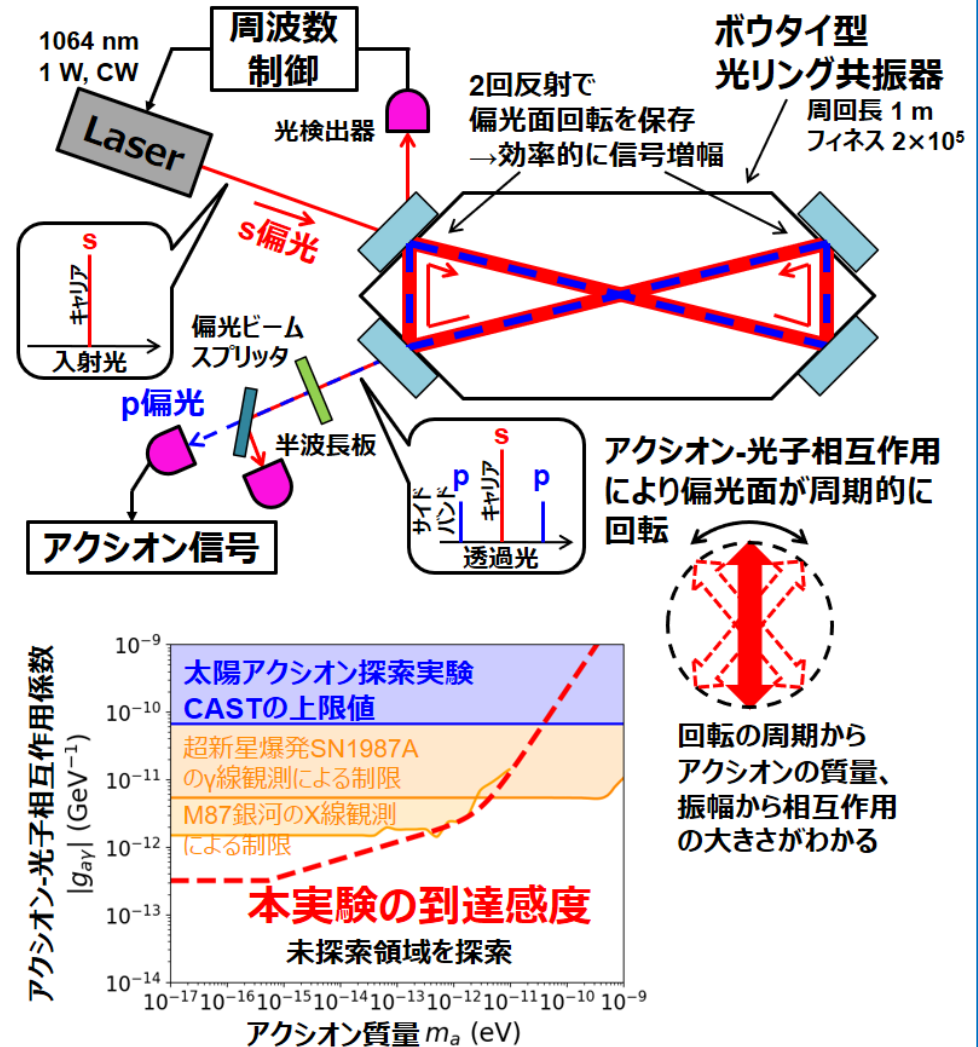 1064 nm
1 W, CW
Laser
周波数
制御
光検出器
s偏光
2回反射で
偏光面回転を保存
→効率的に信号増幅
ボウタイ型
光リング共振器
周回長 1 m
フィネス 2×10⁵
s
キャリア
入射光
偏光ビーム
スプリッタ
p偏光
半波長板
アクシオン信号
s
p
p
サイド
バンド
キャリア
透過光
アクシオン-光子相互作用
により偏光面が周期的に
回転
回転の周期から
アクシオンの質量、
振幅から相互作用
の大きさがわかる
アクシオン-光子相互作用係数
|gₐᵧ| (GeV⁻¹)
10⁻⁹
10⁻¹⁰
10⁻¹¹
10⁻¹²
10⁻¹³
10⁻¹⁴
太陽アクシオン探索実験
CASTの上限値
超新星爆発SN1987A
のγ線観測による制限
M87銀河のX線観測
による制限
本実験の到達感度
未探索領域を探索
10⁻¹⁷ 10⁻¹⁶ 10⁻¹⁵ 10⁻¹⁴ 10⁻¹³ 10⁻¹² 10⁻¹¹ 10⁻¹⁰ 10⁻⁹
アクシオン質量 mₐ (eV)